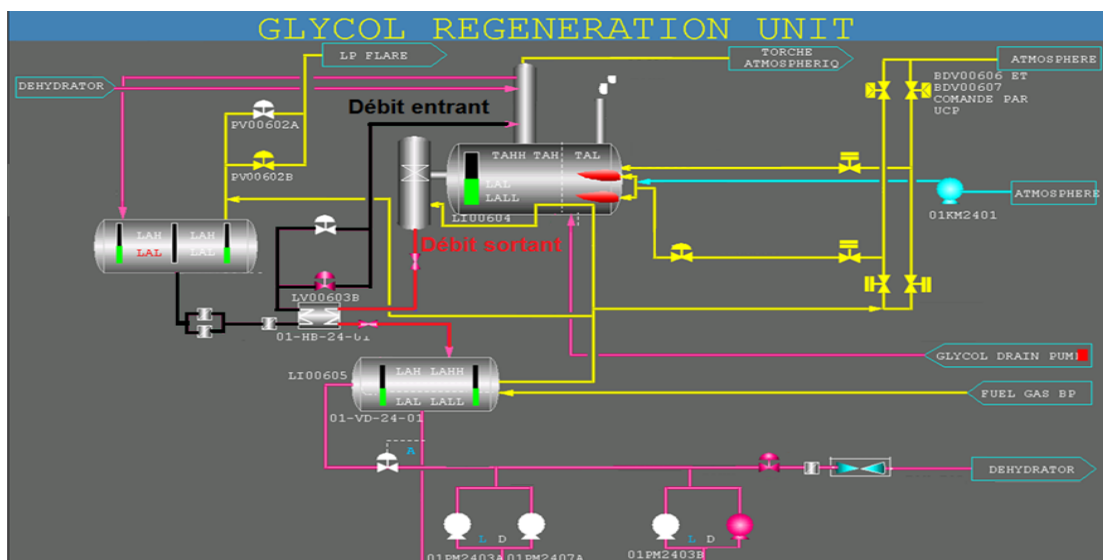 GLYCOL REGENERATION UNIT
LP FLARE
TORCHE
ATMOSPHERIQ
ATMOSPHERE
DEHYDRATOR
BDV00606 ET
BDV00607
COMANDE PAR
UCP
Débit entrant
PV00602A
TAHH TAH TAL
PV00602B
LAL
LALL
ATMOSPHERE
LI00604
01KM2401
LAH LAH
LAL LAL
Débit sortant
LV00603B
01-HB-24-01
GLYCOL DRAIN PUMP
LI00605
LAH LAHH
LAL LALL
FUEL GAS BP
01-VD-24-01
A
DEHYDRATOR
L D
L D
01PM2403A
01PM2407A
01PM2403B